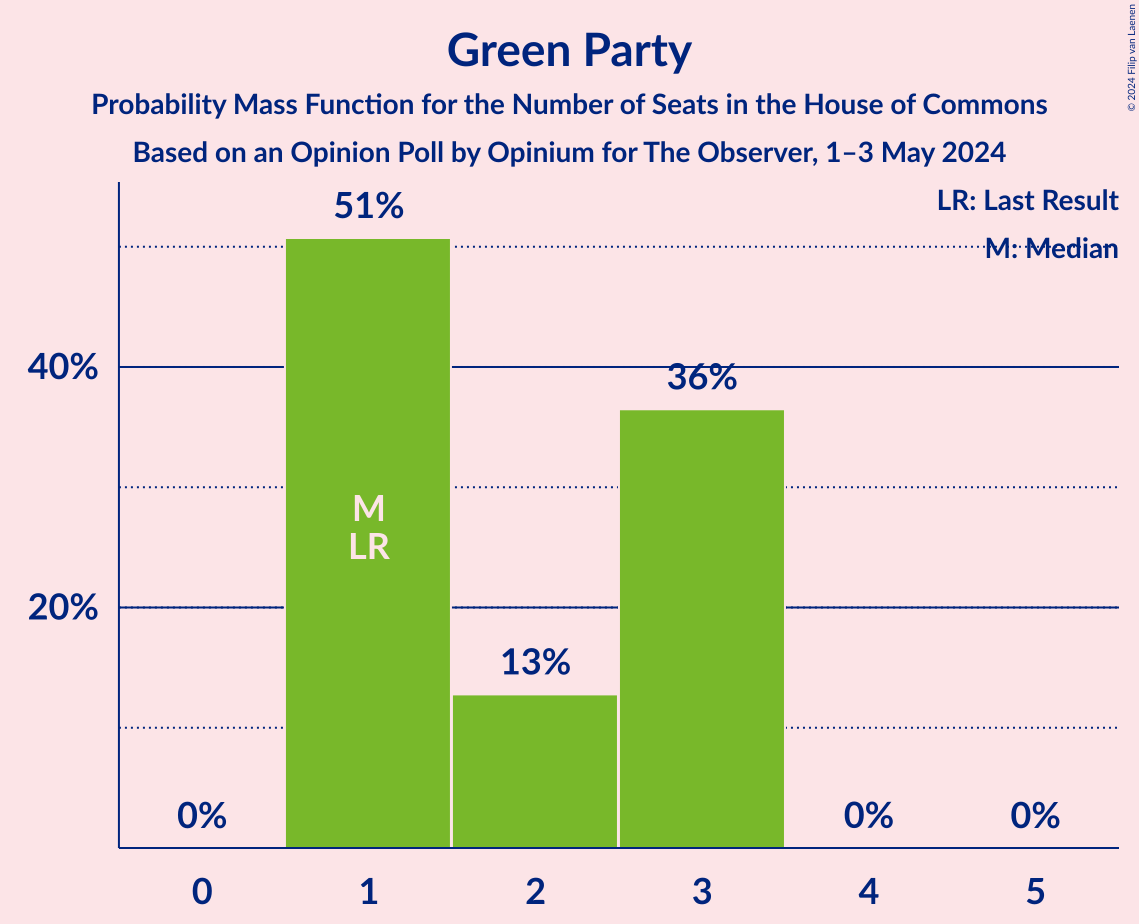 Green Party
Probability Mass Function for the Number of Seats in the House of Commons
Based on an Opinion Poll by Opinium for The Observer, 1–3 May 2024
© 2024 Filip van Laenen
LR: Last Result
M: Median
51%
40%
36%
M
LR
20%
13%
0%
0%
0%
0
1
2
3
4
5